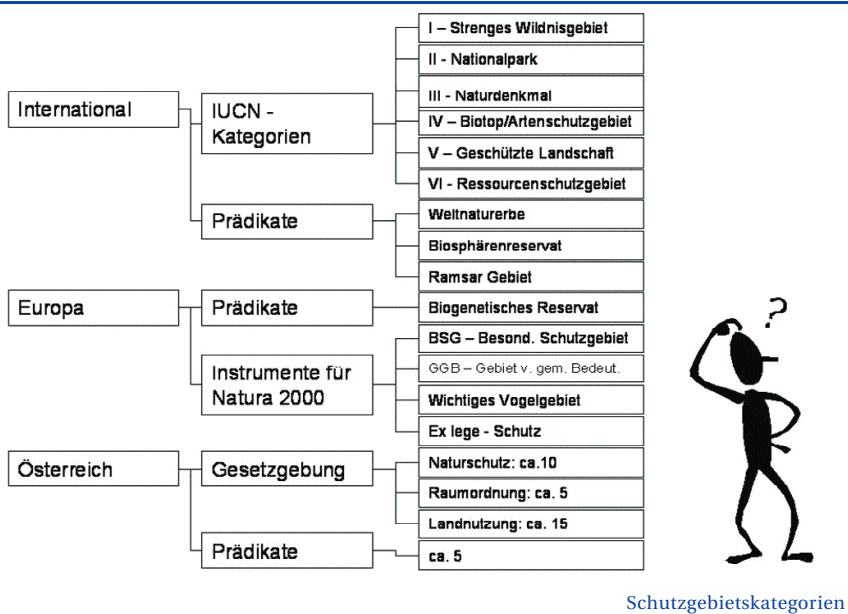 International
IUCN -
Kategorien
I – Strenges Wildnisgebiet
II - Nationalpark
III - Naturdenkmal
IV – Biotop/Artenschutzgebiet
V – Geschützte Landschaft
VI - Ressourcenschutzgebiet
Prädikate
Weltnaturerbe
Biosphärenreservat
Ramsar Gebiet
Europa
Prädikate
Biogenetisches Reservat
Instrumente für
Natura 2000
BSG – Besond. Schutzgebiet
GGB – Gebiet v. gem. Bedeut.
Wichtiges Vogelgebiet
Ex lege - Schutz
Österreich
Gesetzgebung
Naturschutz: ca.10
Raumordnung: ca. 5
Landnutzung: ca. 15
Prädikate
ca. 5
?
Schutzgebietskategorien